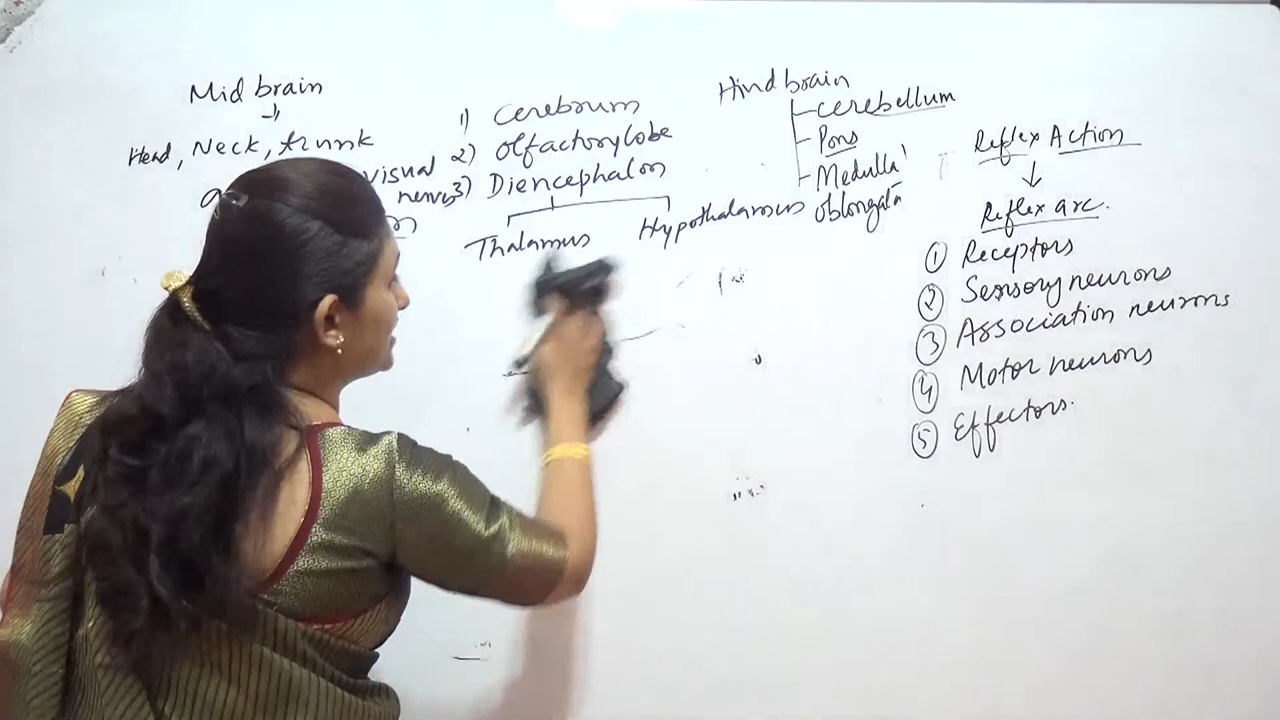 Mid brain
Head, Neck, trunk
visual
nerves
1) Cerebrum
2) Olfactory lobe
3) Diencephalon
Thalamus
Hypothalamus
Hind brain
Cerebellum
Pons
Medulla
oblongata
Reflex Action
Reflex arc.
① Receptors
② Sensory neurons
③ Association neurons
④ Motor neurons
⑤ Effectors.